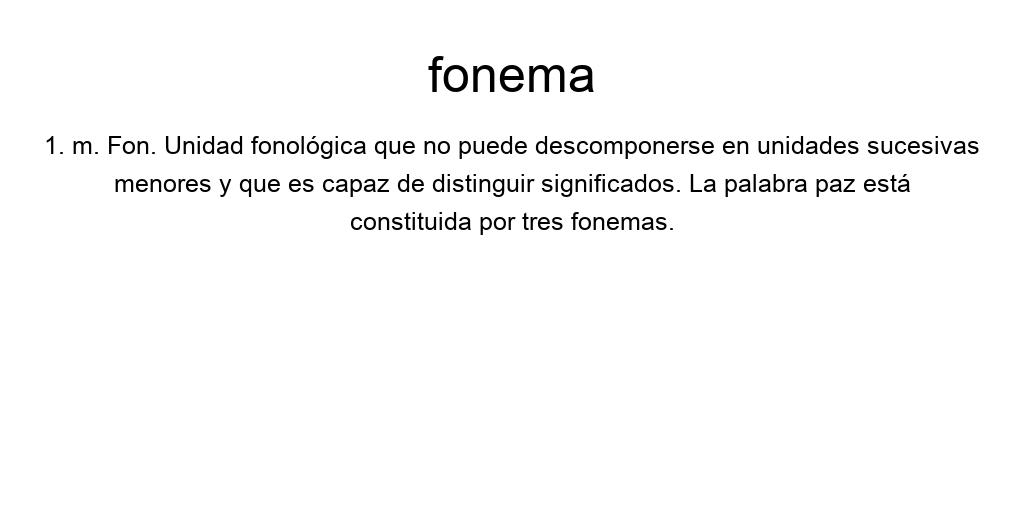 fonema
1. m. Fon. Unidad fonológica que no puede descomponerse en unidades sucesivas
menores y que es capaz de distinguir significados. La palabra paz está
constituida por tres fonemas.